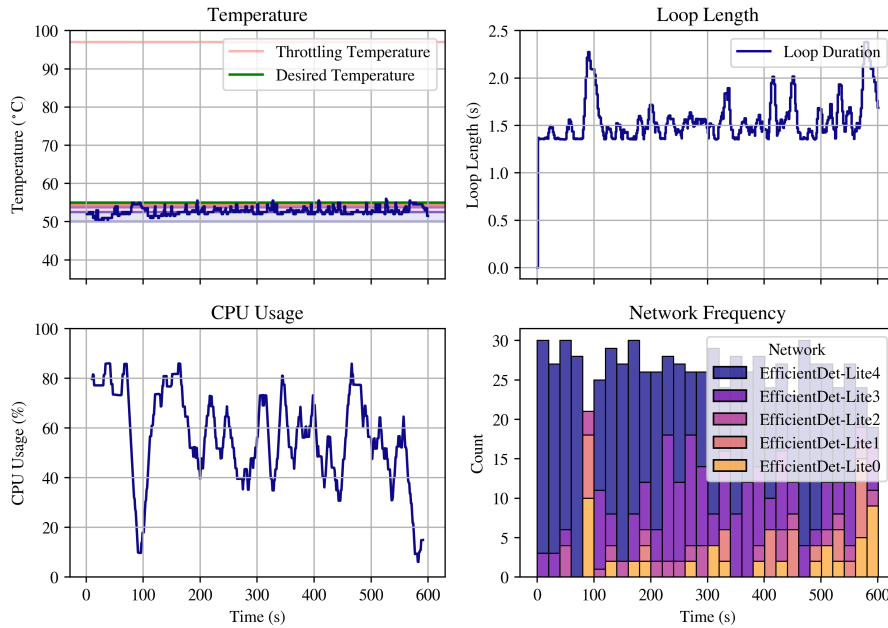 Temperature
100
90
80
70
60
50
40
Temperature (°C)
Throttling Temperature
Desired Temperature
Loop Length
2.5
2.0
1.5
1.0
0.5
0.0
Loop Length (s)
Loop Duration
CPU Usage
100
80
60
40
20
0
CPU Usage (%)
0 100 200 300 400 500 600
Time (s)
Network Frequency
30
25
20
15
10
5
0
Count
Network
EfficientDet-Lite4
EfficientDet-Lite3
EfficientDet-Lite2
EfficientDet-Lite1
EfficientDet-Lite0
0 100 200 300 400 500 600
Time (s)